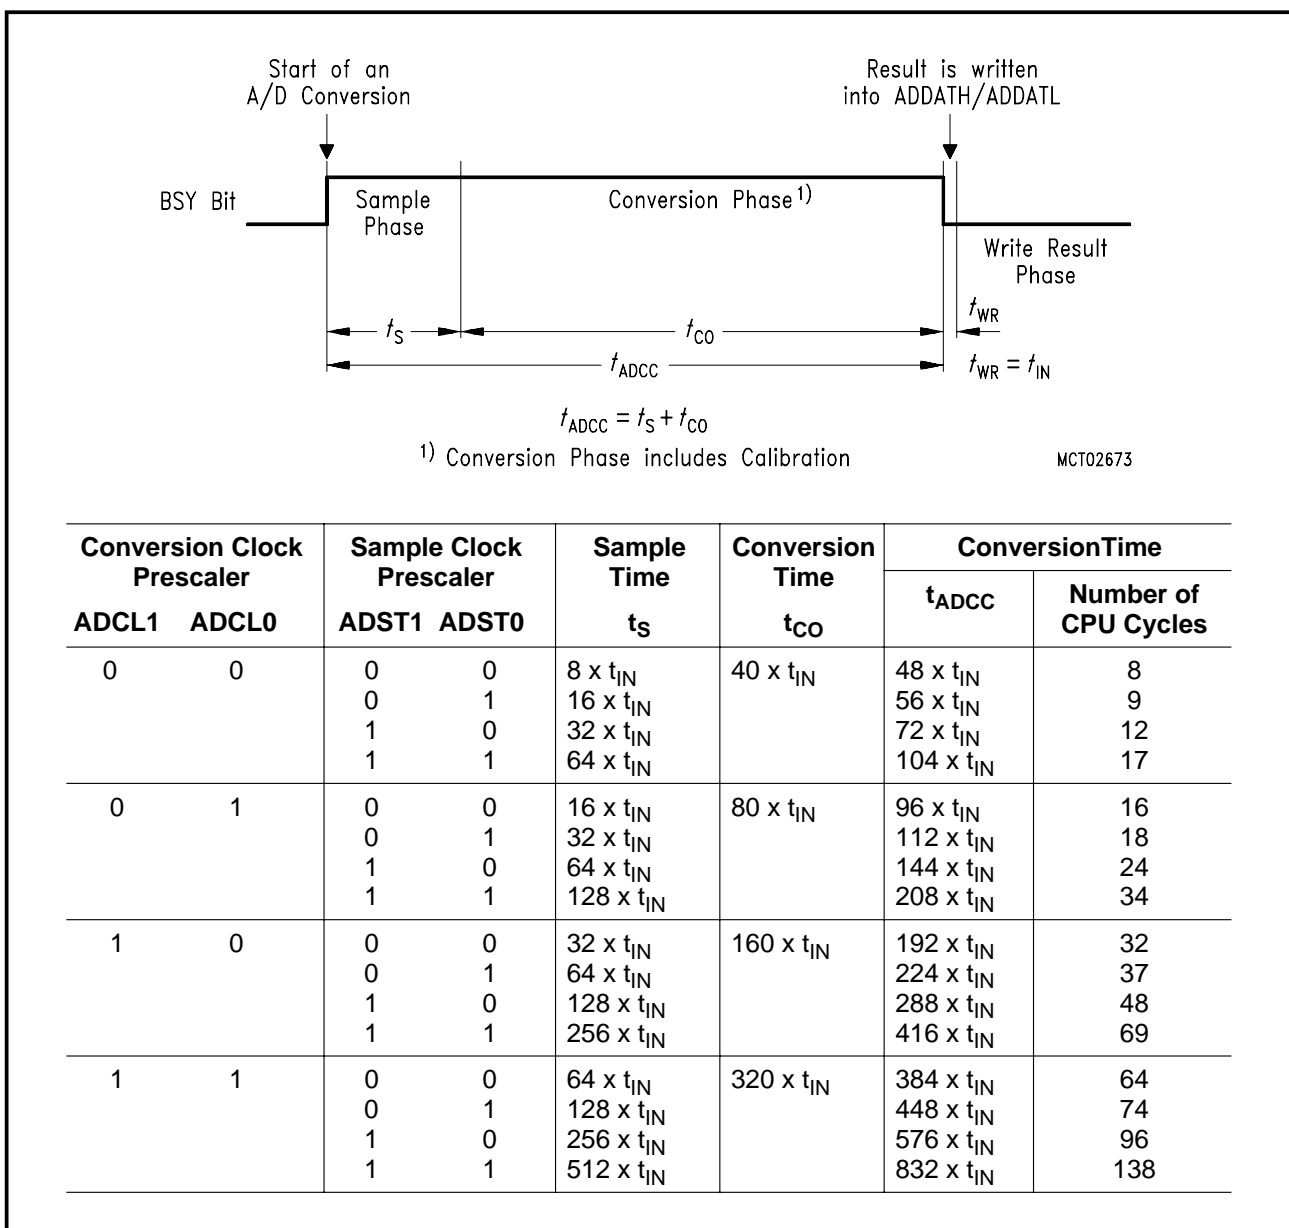 Start of an
A/D Conversion
Result is written
into ADDATH/ADDATL
BSY Bit
Sample
Phase
Conversion Phase 1)
Write Result
Phase
tS
tCO
tWR
tADCC
tWR = tIN
tADCC = tS + tCO
1) Conversion Phase includes Calibration
MCT02673
Conversion Clock Prescaler
Sample Clock Prescaler
Sample Time
Conversion Time
ConversionTime
ADCL1 ADCL0 ADST1 ADST0 tS tCO tADCC Number of CPU Cycles
0 0 0 0 8 x tIN 40 x tIN 48 x tIN 8
0 1 16 x tIN 56 x tIN 9
1 0 32 x tIN 72 x tIN 12
1 1 64 x tIN 104 x tIN 17
0 1 0 0 16 x tIN 80 x tIN 96 x tIN 16
0 1 32 x tIN 112 x tIN 18
1 0 64 x tIN 144 x tIN 24
1 1 128 x tIN 208 x tIN 34
1 0 0 0 32 x tIN 160 x tIN 192 x tIN 32
0 1 64 x tIN 224 x tIN 37
1 0 128 x tIN 288 x tIN 48
1 1 256 x tIN 416 x tIN 69
1 1 0 0 64 x tIN 320 x tIN 384 x tIN 64
0 1 128 x tIN 448 x tIN 74
1 0 256 x tIN 576 x tIN 96
1 1 512 x tIN 832 x tIN 138